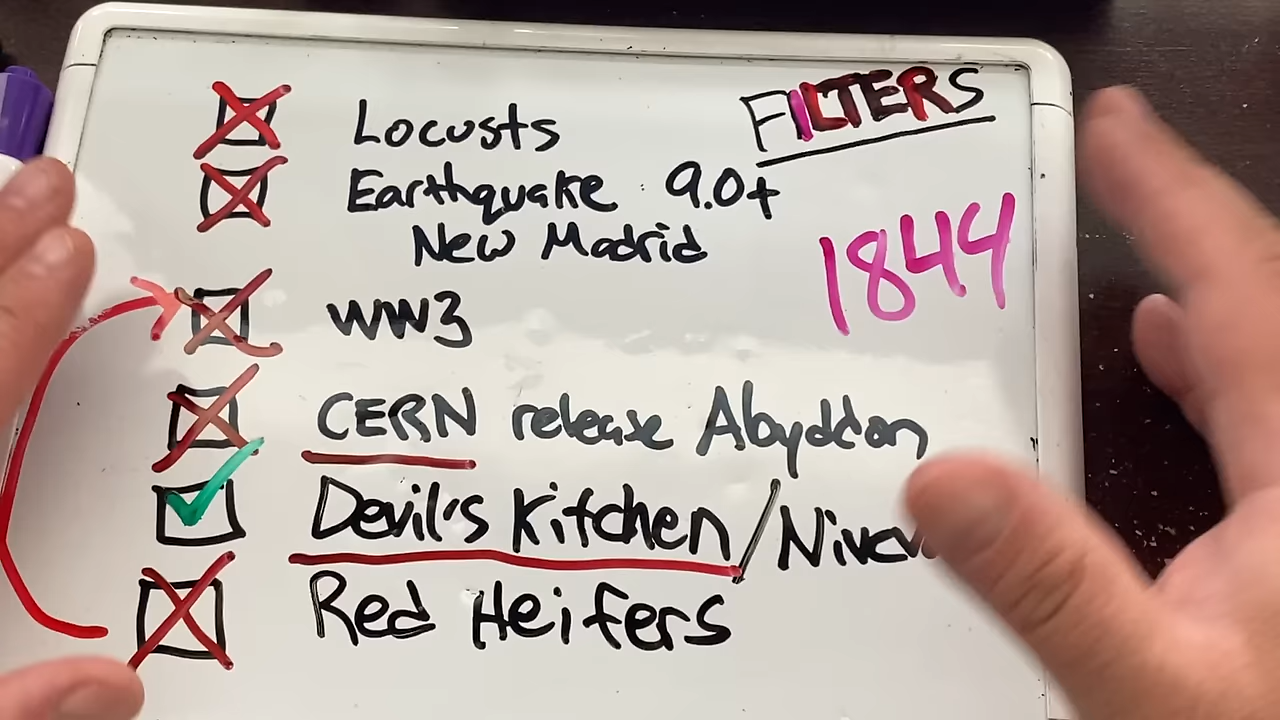 FILTERS
Locusts
Earthquake 9.0+
New Madrid
1844
WW3
CERN release Abyddon
Devil's Kitchen /
Red Heifers